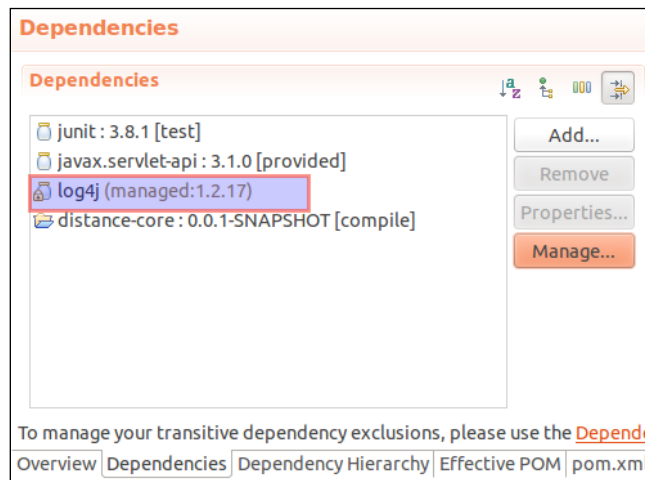 Dependencies
Dependencies
junit : 3.8.1 [test]
javax.servlet-api : 3.1.0 [provided]
log4j (managed:1.2.17)
distance-core : 0.0.1-SNAPSHOT [compile]
Add...
Remove
Properties...
Manage...
To manage your transitive dependency exclusions, please use the Depend
Overview Dependencies Dependency Hierarchy Effective POM pom.xm